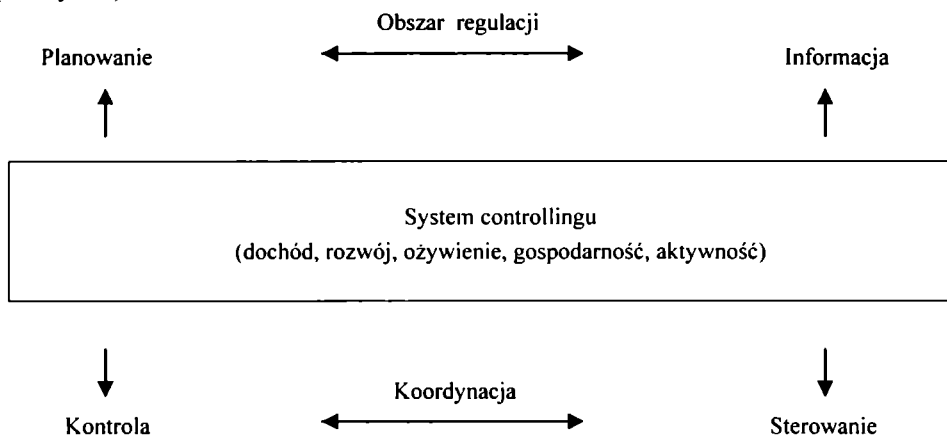 Obszar regulacji
Planowanie
Informacja
System controllingu
(dochód, rozwój, ożywienie, gospodarność, aktywność)
Koordynacja
Kontrola
Sterowanie